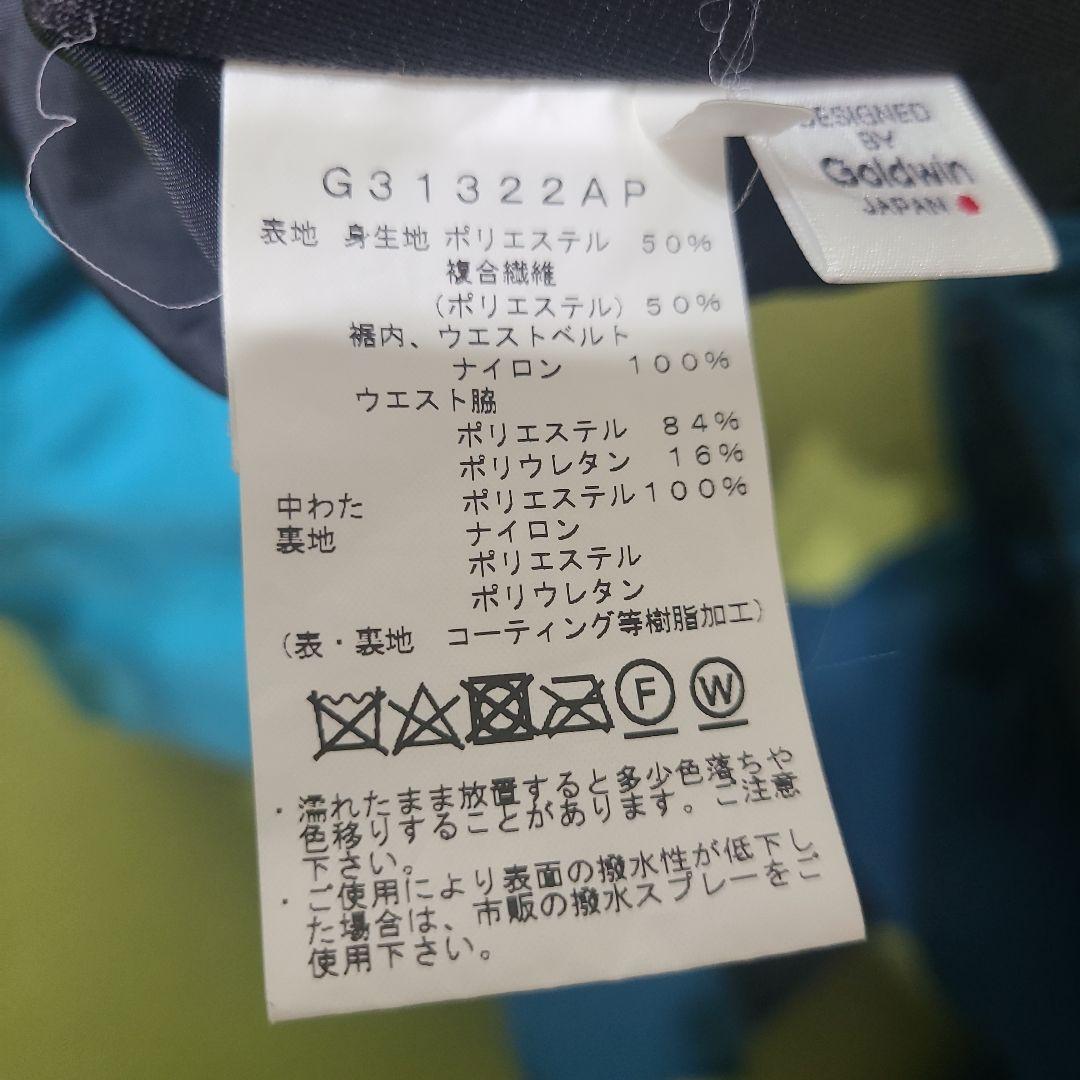 G31322AP
表地 身生地 ポリエステル 50%
複合繊維
(ポリエステル) 50%
裾内、ウエストベルト
ナイロン 100%
ウエスト脇
ポリエステル 84%
ポリウレタン 16%
中わた ポリエステル 100%
裏地 ナイロン
ポリエステル
ポリウレタン
(表・裏地 コーティング等樹脂加工)
F W
・濡れたまま放置すると多少色落ちや
色移りすることがあります。ご注意
下さい。
・ご使用により表面の撥水性が低下し
た場合は、市販の撥水スプレーをご
使用下さい。
DESIGNED
BY
Goldwin
JAPAN